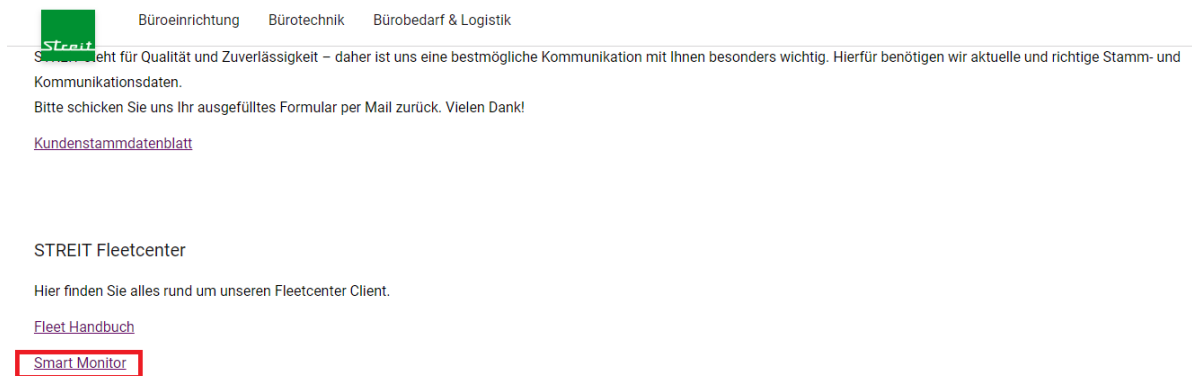 Streit
Büroeinrichtung Bürotechnik Bürobedarf & Logistik
steht für Qualität und Zuverlässigkeit – daher ist uns eine bestmögliche Kommunikation mit Ihnen besonders wichtig. Hierfür benötigen wir aktuelle und richtige Stamm- und
Kommunikationsdaten.
Bitte schicken Sie uns Ihr ausgefülltes Formular per Mail zurück. Vielen Dank!
Kundenstammdatenblatt
STREIT Fleetcenter
Hier finden Sie alles rund um unseren Fleetcenter Client.
Fleet Handbuch
Smart Monitor